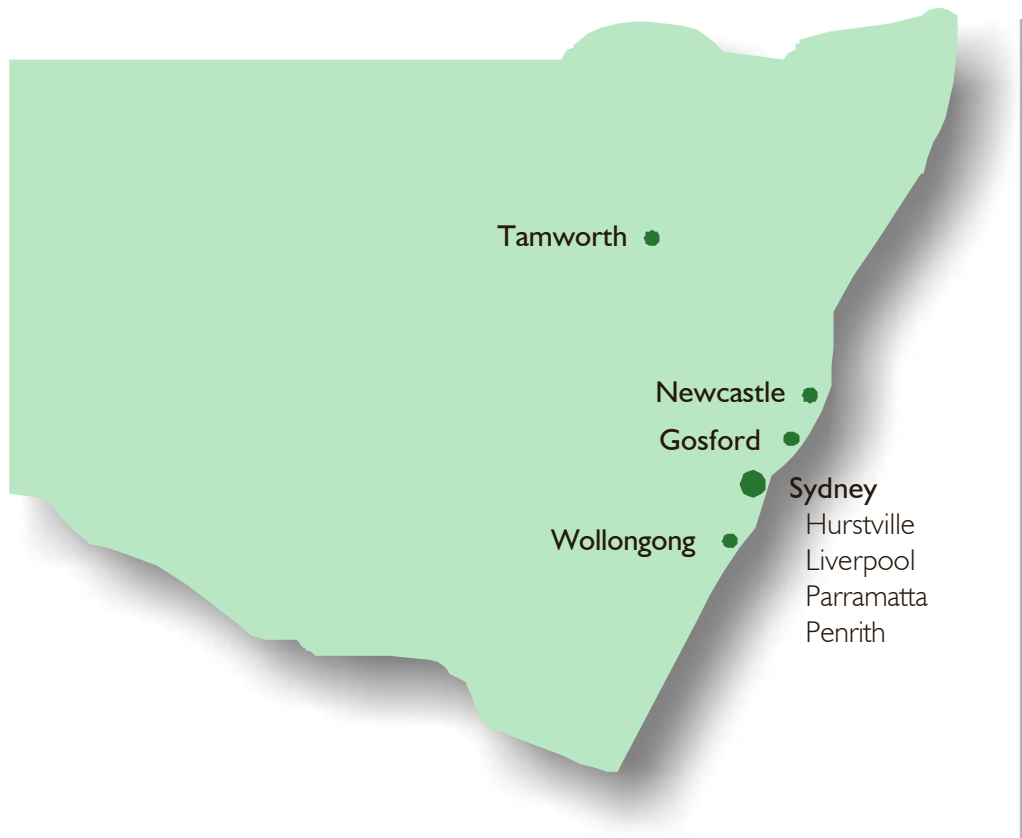 Tamworth
Newcastle
Gosford
Sydney
Hurstville
Wollongong
Liverpool
Parramatta
Penrith